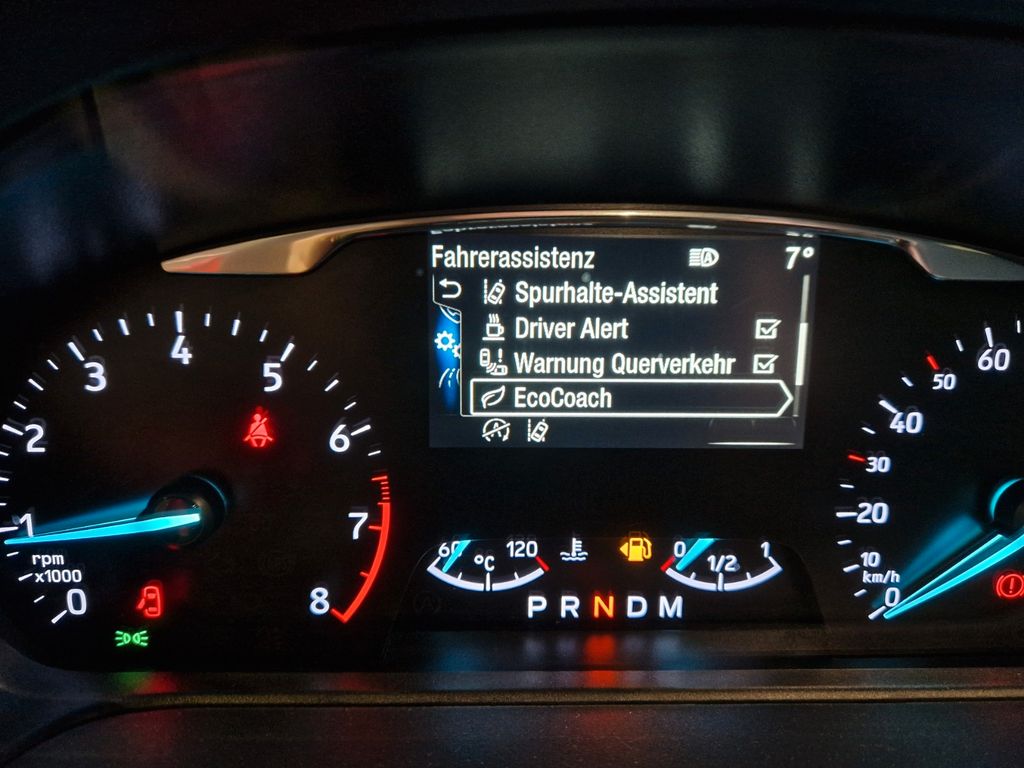 Fahrerassistenz 7°
Spurhalte-Assistent
Driver Alert
Warnung Querverkehr
EcoCoach
0
1
2
3
4
5
6
7
8
rpm
x1000
60 °C 120
0 1/2 1
P R N D M
60
50
40
30
20
10
km/h
0